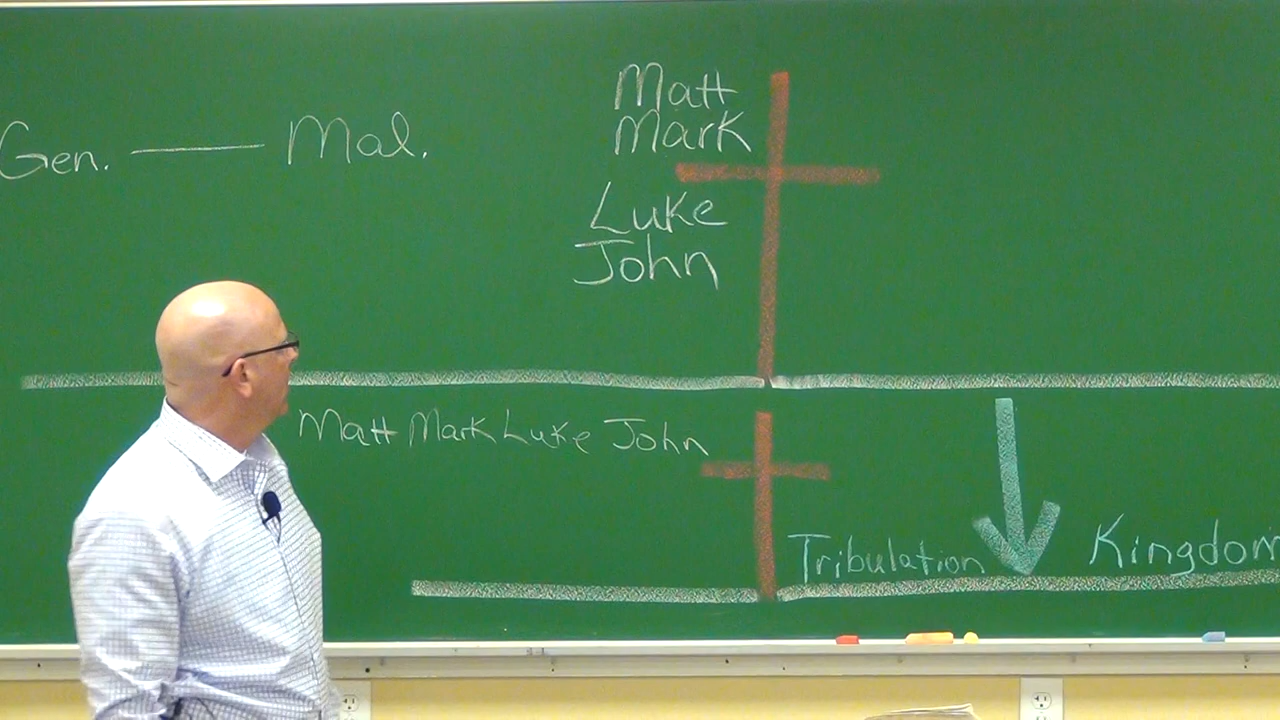 Matt
Mark
Gen. — Mal.
Luke
John
Matt Mark Luke John
Tribulation
Kingdom